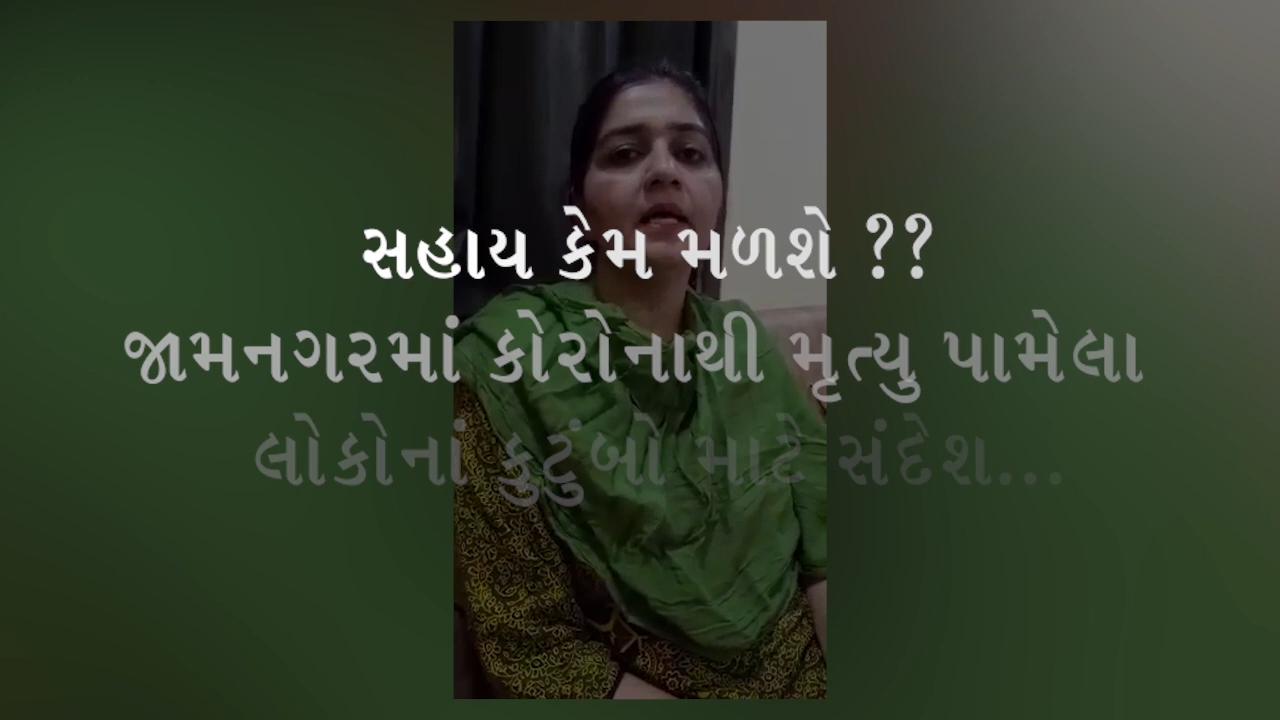 સહાય કેમ મળશે ??
જામનગરમાં કોરોનાથી મૃત્યુ પામેલા
લોકોનાં કુટુંબો માટે સંદેશ...